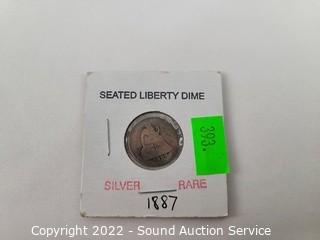 SEATED LIBERTY DIME
393.
SILVER RARE
1887
Copyright 2022 - Sound Auction Service